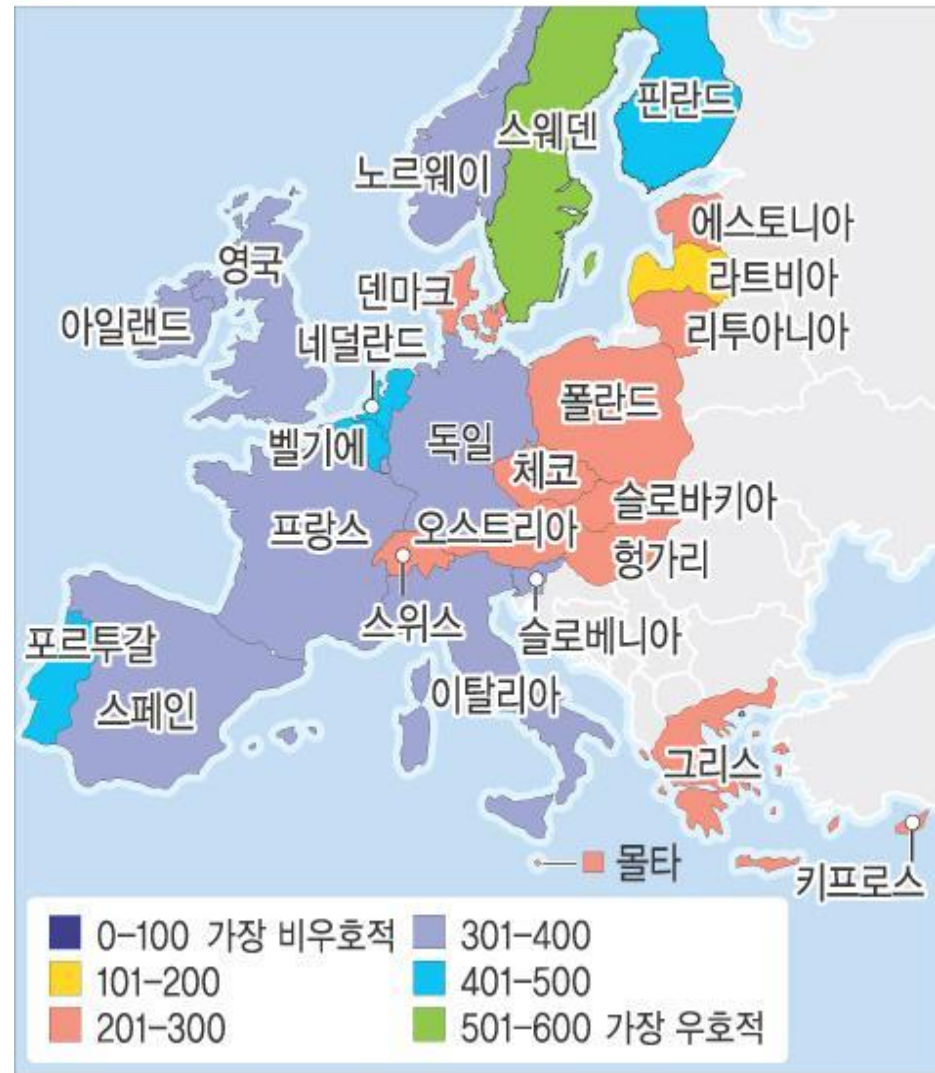 핀란드
스웨덴
노르웨이
에스토니아
영국
라트비아
덴마크
아일랜드
리투아니아
네덜란드
폴란드
벨기에
독일
체코
슬로바키아
프랑스
오스트리아
헝가리
스위스
슬로베니아
포르투갈
스페인
이탈리아
그리스
몰타
키프로스
0-100 가장 비우호적
301-400
101-200
401-500
201-300
501-600 가장 우호적